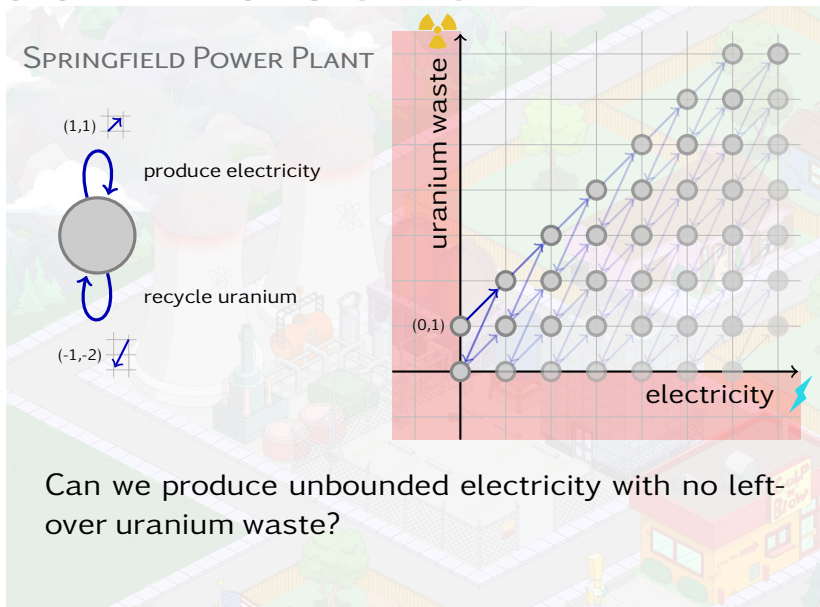 SPRINGFIELD POWER PLANT
(1,1)
produce electricity
recycle uranium
(-1,-2)
uranium waste
(0,1)
electricity
Can we produce unbounded electricity with no left-
over uranium waste?